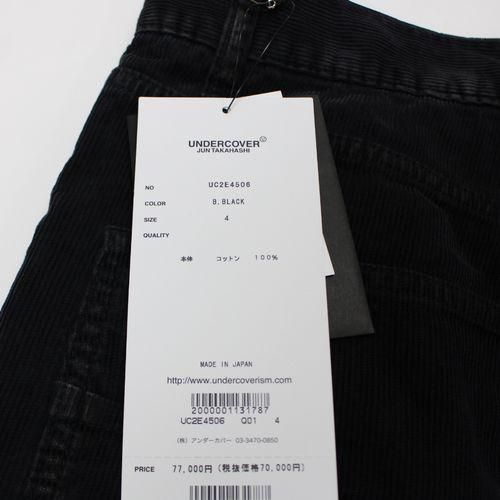 UNDERCOVER
JUN TAKAHASHI
NO UC2E4506
COLOR B.BLACK
SIZE 4
QUALITY
本体 コットン 100%
MADE IN JAPAN
http://www.undercoverism.com
2000001131787
UC2E4506 Q01 4
(株) アンダーカバー 03-3470-0850
PRICE 77,000円 (税抜価格70,000円)